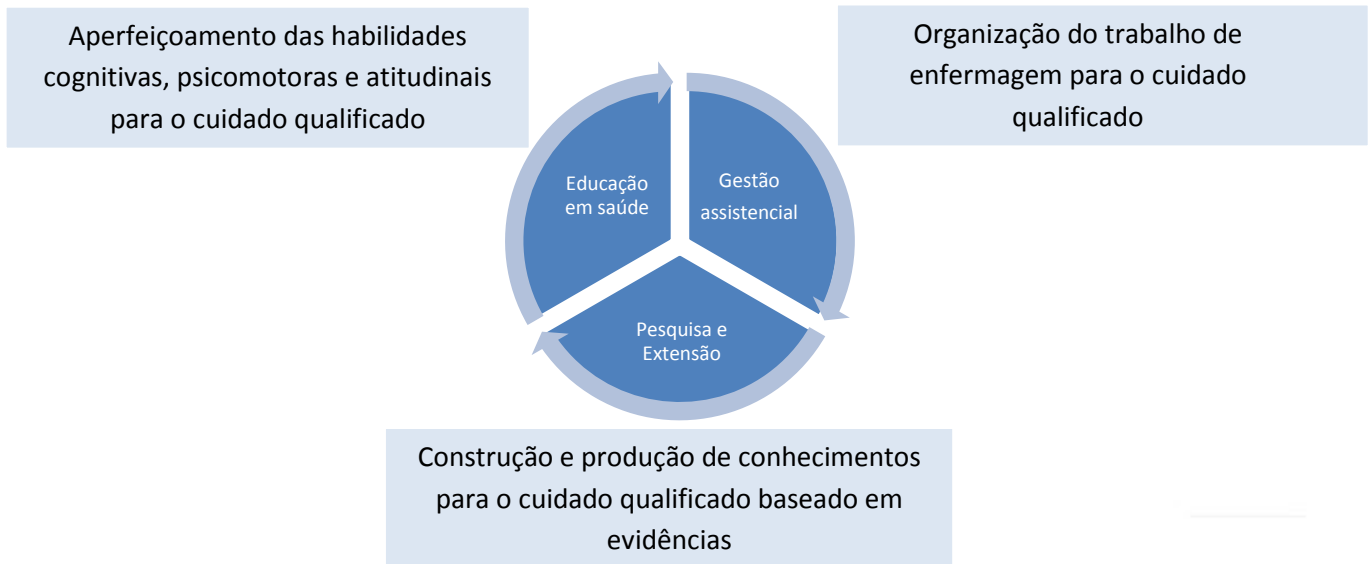 Aperfeiçoamento das habilidades
cognitivas, psicomotoras e atitudinais
para o cuidado qualificado
Organização do trabalho de
enfermagem para o cuidado
qualificado
Educação
em saúde
Gestão
assistencial
Pesquisa e
Extensão
Construção e produção de conhecimentos
para o cuidado qualificado baseado em
evidências